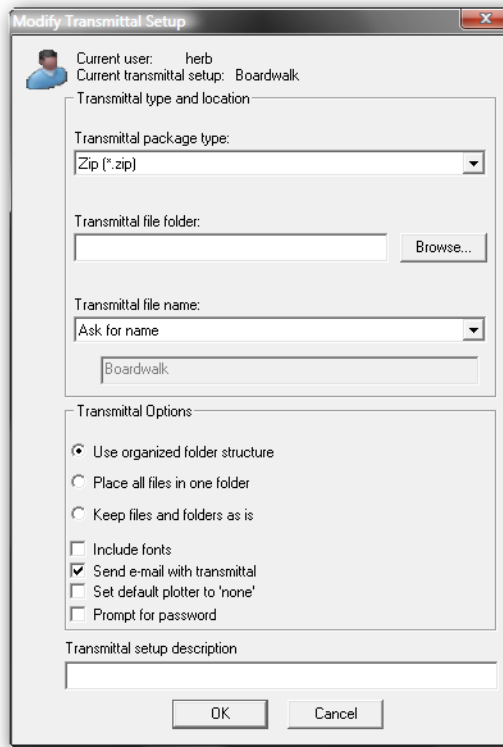 Modify Transmittal Setup
Current user: herb
Current transmittal setup: Boardwalk
Transmittal type and location
Transmittal package type:
Zip (*.zip)
Transmittal file folder:
Browse...
Transmittal file name:
Ask for name
Boardwalk
Transmittal Options
Use organized folder structure
Place all files in one folder
Keep files and folders as is
Include fonts
Send e-mail with transmittal
Set default plotter to 'none'
Prompt for password
Transmittal setup description
OK Cancel